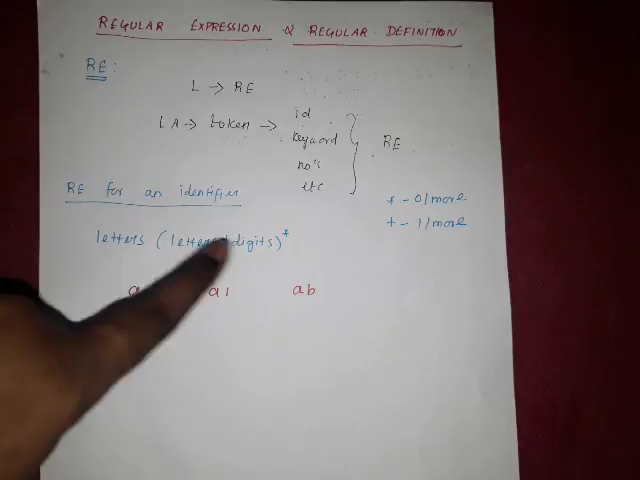 REGULAR EXPRESSION & REGULAR DEFINITION
RE:
L → RE
LA → token → id
keyword
no's
etc
RE
RE for an identifier
* - 0/more
+ - 1/more
letters (letters digits)*
a a1 ab